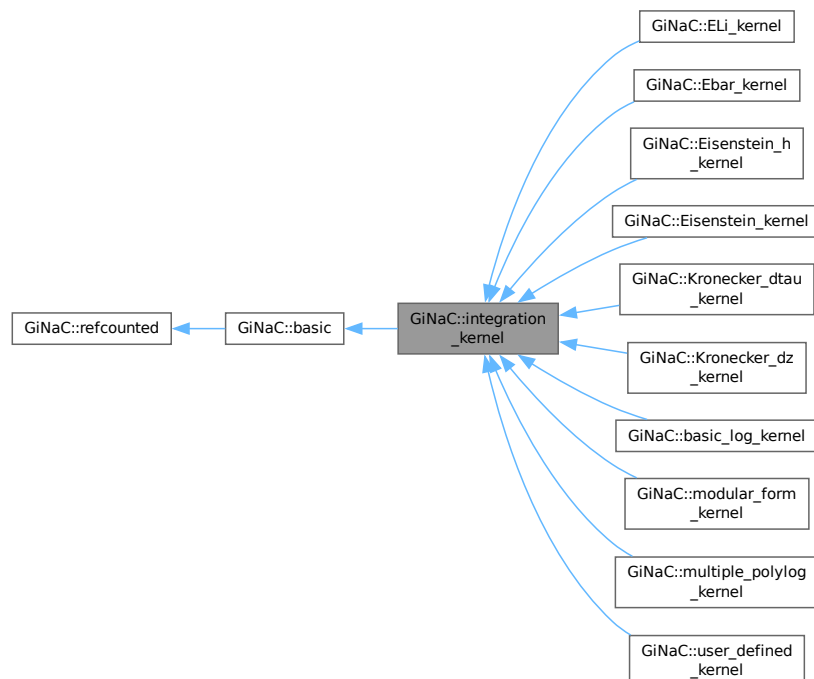 GiNaC::refcounted
GiNaC::basic
GiNaC::integration
_kernel
GiNaC::ELi_kernel
GiNaC::Ebar_kernel
GiNaC::Eisenstein_h
_kernel
GiNaC::Eisenstein_kernel
GiNaC::Kronecker_dtau
_kernel
GiNaC::Kronecker_dz
_kernel
GiNaC::basic_log_kernel
GiNaC::modular_form
_kernel
GiNaC::multiple_polylog
_kernel
GiNaC::user_defined
_kernel